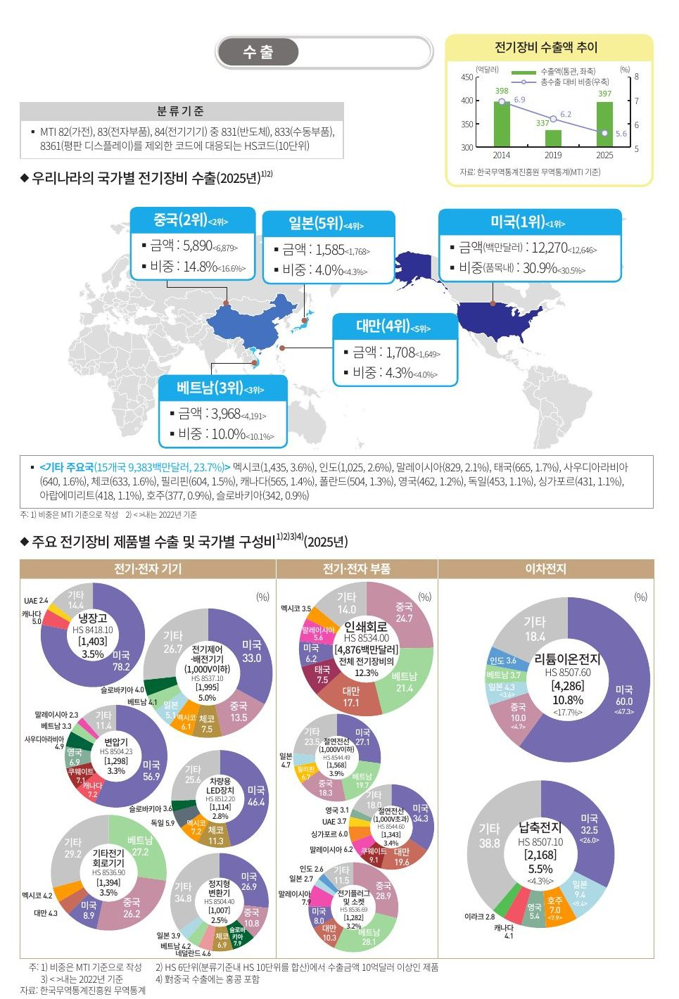 수출
전기장비 수출액 추이
(억달러)
수출액(통관, 좌축)
총수출 대비 비중(우축)
(%)
450
400
350
300
8
7
6
5
398
6.9
337
6.2
397
5.6
2014
2019
2025
자료: 한국무역통계진흥원 무역통계(MTI 기준)
분류기준
▪ MTI 82(가전), 83(전자부품), 84(전기기기) 중 831(반도체), 833(수동부품),
8361(평판 디스플레이)를 제외한 코드에 대응되는 HS코드(10단위)
◆ 우리나라의 국가별 전기장비 수출(2025년)1)2)
중국(2위)<2위>
▪ 금액 : 5,890<6,879>
▪ 비중 : 14.8%<16.6%>
일본(5위)<4위>
▪ 금액 : 1,585<1,768>
▪ 비중 : 4.0%<4.3%>
미국(1위)<1위>
▪ 금액(백만달러) : 12,270<12,646>
▪ 비중(품목내) : 30.9%<30.5%>
대만(4위)<5위>
▪ 금액 : 1,708<1,649>
▪ 비중 : 4.3%<4.0%>
베트남(3위)<3위>
▪ 금액 : 3,968<4,191>
▪ 비중 : 10.0%<10.1%>
▪ <기타 주요국(15개국 9,383백만달러, 23.7%)> 멕시코(1,435, 3.6%), 인도(1,025, 2.6%), 말레이시아(829, 2.1%), 태국(665, 1.7%), 사우디아라비아
(640, 1.6%), 체코(633, 1.6%), 필리핀(604, 1.5%), 캐나다(565, 1.4%), 폴란드(504, 1.3%), 영국(462, 1.2%), 독일(453, 1.1%), 싱가포르(431, 1.1%),
아랍에미리트(418, 1.1%), 호주(377, 0.9%), 슬로바키아(342, 0.9%)
주: 1) 비중은 MTI 기준으로 작성 2) < >내는 2022년 기준
◆ 주요 전기장비 제품별 수출 및 국가별 구성비1)2)3)4)(2025년)
전기·전자 기기
(%)
냉장고
HS 8418.10
[1,403]
3.5%
미국
78.2
캐나다
5.0
UAE 2.4
기타
14.4
전기제어
·배전기기
(1,000V이하)
HS 8537.10
[1,995]
5.0%
미국
33.0
중국
13.5
체코
7.5
멕시코
6.1
일본
5.1
베트남 4.1
슬로바키아 4.0
기타
26.7
변압기
HS 8504.23
[1,298]
3.3%
미국
56.9
캐나다
7.2
쿠웨이트
7.1
영국
6.9
사우디아라비아
4.9
베트남 3.3
말레이시아 2.3
기타
11.4
차량용
LED장치
HS 8512.20
[1,114]
2.8%
미국
46.4
체코
11.3
멕시코
7.2
독일 5.9
슬로바키아 3.6
기타
25.6
기타전기
회로기기
HS 8536.90
[1,394]
3.5%
베트남
27.2
중국
26.2
미국
8.9
대만 4.3
멕시코 4.2
기타
29.2
정지형
변환기
HS 8504.40
[1,007]
2.5%
미국
26.9
중국
10.8
슬로바
키아
7.9
체코
6.9
네덜란드 4.6
베트남 4.2
일본 3.9
기타
34.8
전기·전자 부품
(%)
인쇄회로
HS 8534.00
[4,876백만달러]
전체 전기장비의
12.3%
중국
24.7
베트남
21.4
대만
17.1
태국
7.5
미국
6.2
말레이시아
5.6
멕시코 3.5
기타
14.0
절연전선
(1,000V이하)
HS 8544.49
[1,568]
3.9%
미국
27.1
베트남
19.7
중국
18.3
필리핀
6.7
일본
4.7
기타
23.5
절연전선
(1,000V초과)
HS 8544.60
[1,343]
3.4%
미국
34.3
대만
19.6
쿠웨이트
9.1
말레이시아 6.2
싱가포르 6.0
UAE 3.7
영국 3.1
기타
18.0
전기플러그
및 소켓
HS 8536.69
[1,282]
3.2%
중국
28.9
베트남
28.1
대만
10.3
미국
8.0
말레이시아
7.9
일본 2.7
인도 2.6
기타
11.5
이차전지
(%)
리튬이온전지
HS 8507.60
[4,286]
10.8%
<17.7%>
미국
60.0
<47.3>
중국
10.0
<4.7>
일본 4.3
<3.6>
베트남 3.7
인도 3.6
기타
18.4
납축전지
HS 8507.10
[2,168]
5.5%
<4.3%>
미국
32.5
<26.0>
일본
9.4
<9.4>
호주
7.0
<7.9>
영국
5.4
캐나다
4.1
이라크 2.8
기타
38.8
주: 1) 비중은 MTI 기준으로 작성 2) HS 6단위(분류기준내 HS 10단위를 합산)에서 수출금액 10억달러 이상인 제품
3) < >내는 2022년 기준 4) 對중국 수출에는 홍콩 포함
자료: 한국무역통계진흥원 무역통계